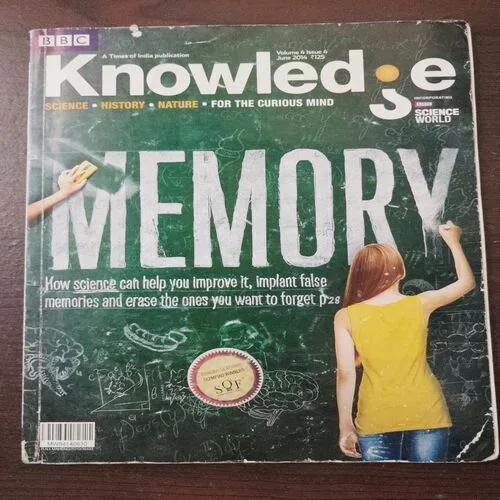 BBC
A Times of India publication
Volume 4 Issue 4
June 2014 ₹125
Knowledge
SCIENCE • HISTORY • NATURE • FOR THE CURIOUS MIND
INCORPORATING
SCIENCE
WORLD
MEMORY
How science can help you improve it, implant false
memories and erase the ones you want to forget p.28
SOF